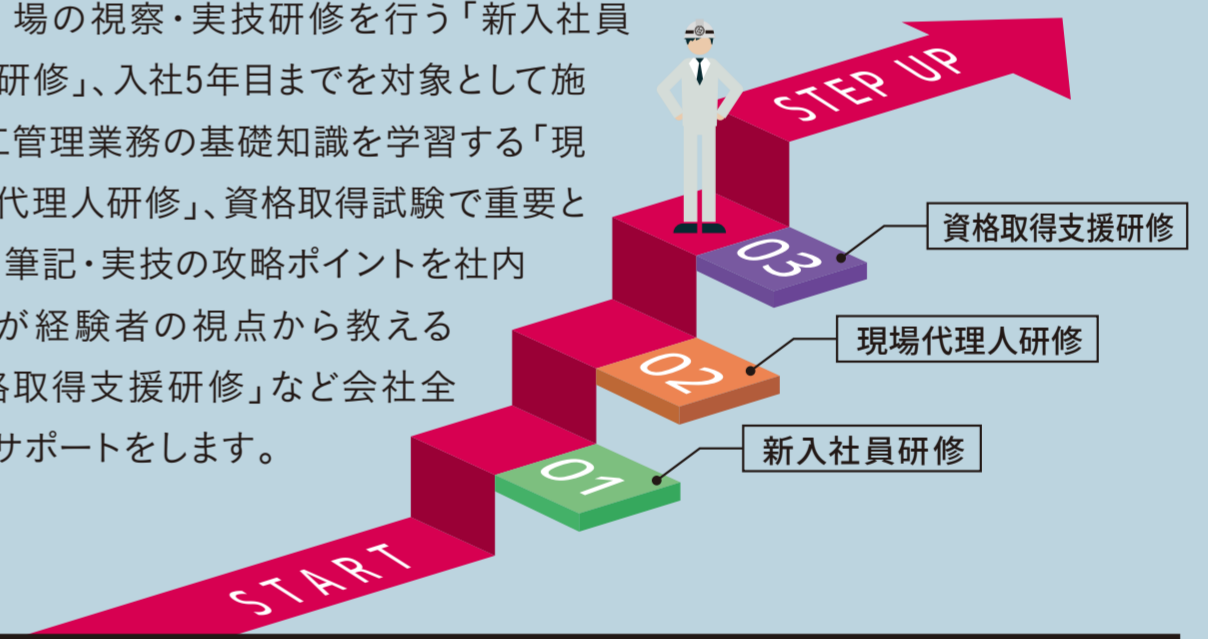 場の視察・実技研修を行う「新入社員
研修」、入社5年目までを対象として施
工管理業務の基礎知識を学習する「現
代理人研修」、資格取得試験で重要と
筆記・実技の攻略ポイントを社内
が経験者の視点から教える
格取得支援研修」など会社全
サポートをします。
STEP UP
03
資格取得支援研修
02
現場代理人研修
01
新入社員研修
START